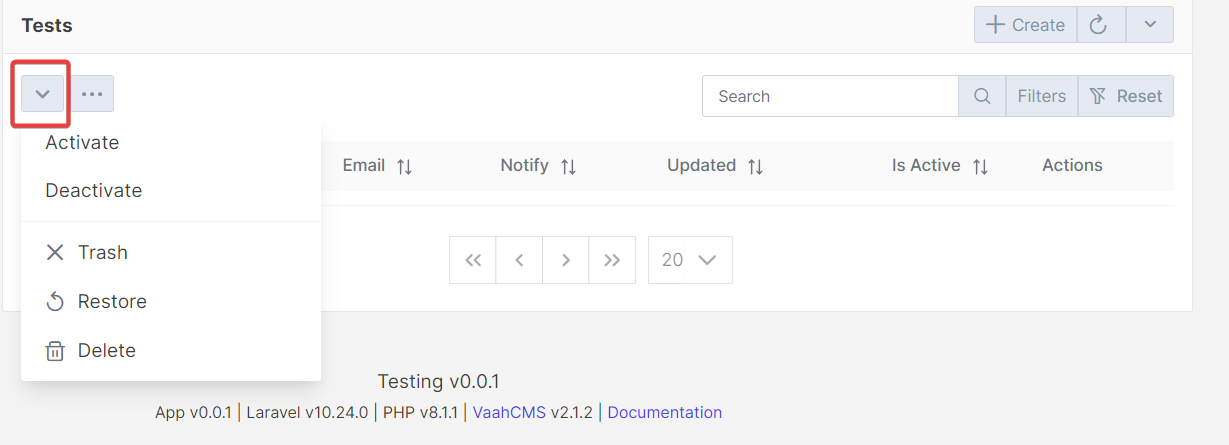 Tests
Create
Search
Filters
Reset
Activate
Deactivate
Trash
Restore
Delete
Email
Notify
Updated
Is Active
Actions
20
Testing v0.0.1
App v0.0.1 | Laravel v10.24.0 | PHP v8.1.1 | VaahCMS v2.1.2 | Documentation